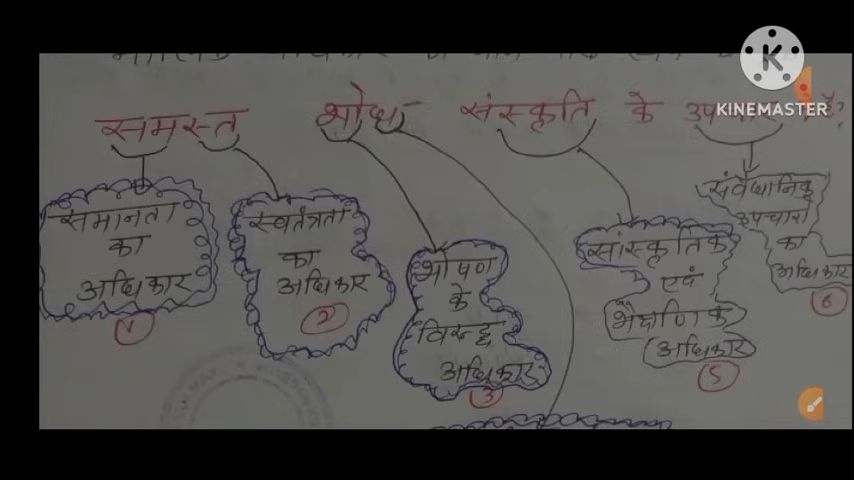 KINEMASTER
समस्त शोध संस्कृति के
समानता
का
अधिकार
1
स्वतंत्रता
का
अधिकार
2
शोषण
के
विरुद्ध
अधिकार
3
सांस्कृतिक
एवं
शैक्षणिक
अधिकार
5
संवैधानिक
उपचारों
का
अधिकार
6